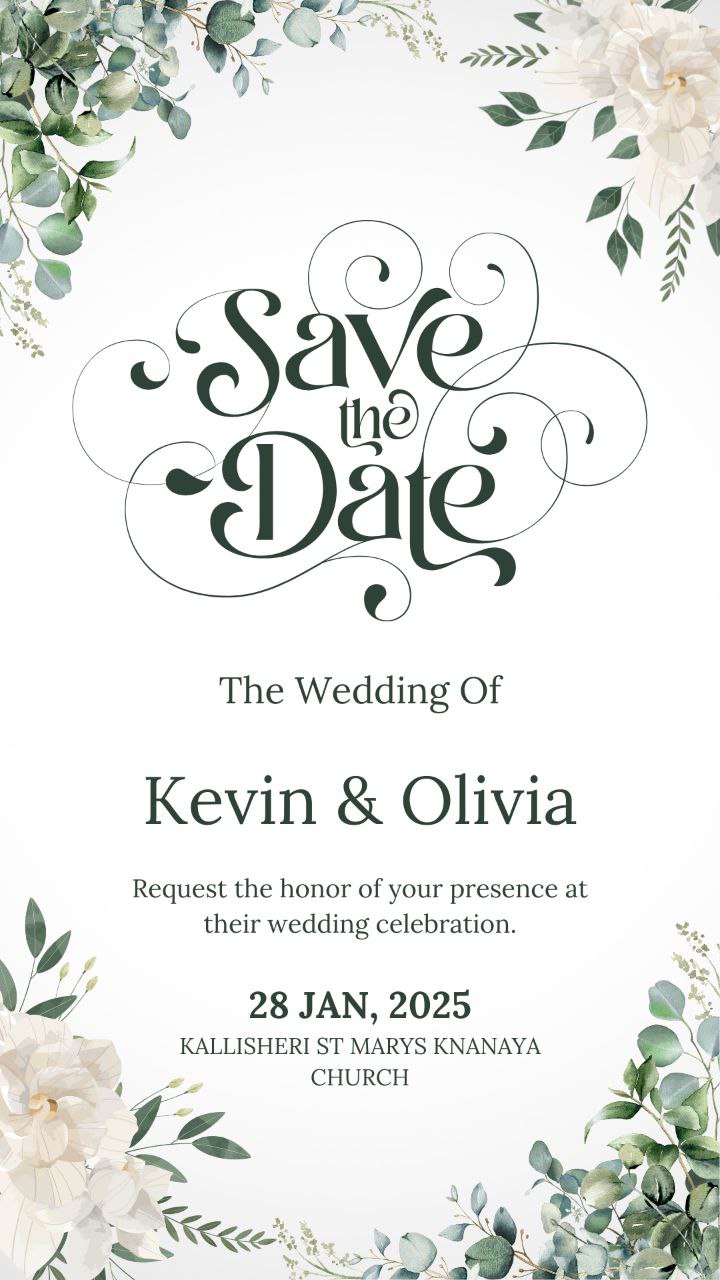 Save
the
Date
The Wedding Of
Kevin & Olivia
Request the honor of your presence at
their wedding celebration.
28 JAN, 2025
KALLISHERI ST MARYS KNANAYA
CHURCH